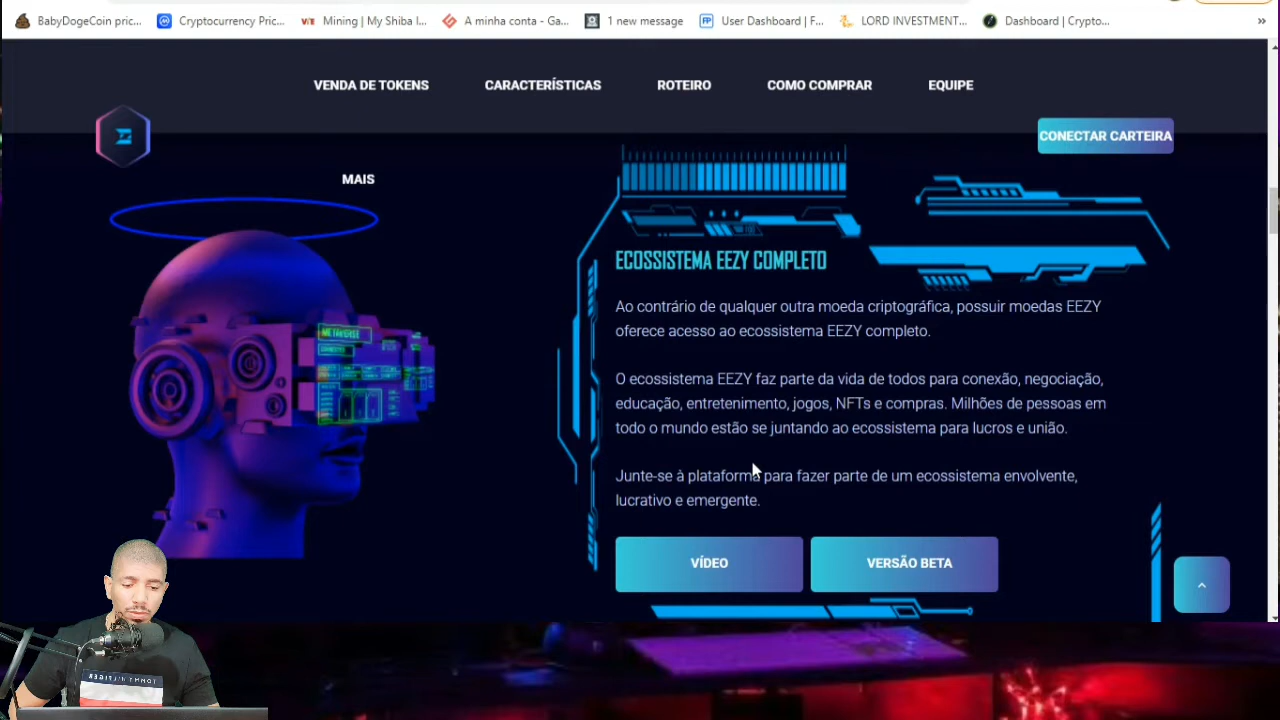 BabyDogeCoin pric...
Cryptocurrency Pric...
Mining | My Shiba I...
A minha conta - Ga...
1 new message
User Dashboard | F...
LORD INVESTMENT...
Dashboard | Crypto...
»
VENDA DE TOKENS
CARACTERÍSTICAS
ROTEIRO
COMO COMPRAR
EQUIPE
CONECTAR CARTEIRA
MAIS
ECOSSISTEMA EEZY COMPLETO
Ao contrário de qualquer outra moeda criptográfica, possuir moedas EEZY
oferece acesso ao ecossistema EEZY completo.
O ecossistema EEZY faz parte da vida de todos para conexão, negociação,
educação, entretenimento, jogos, NFTs e compras. Milhões de pessoas em
todo o mundo estão se juntando ao ecossistema para lucros e união.
Junte-se à plataforma para fazer parte de um ecossistema envolvente,
lucrativo e emergente.
VÍDEO
VERSÃO BETA
METAVERSE
TOMMY HILFIGER